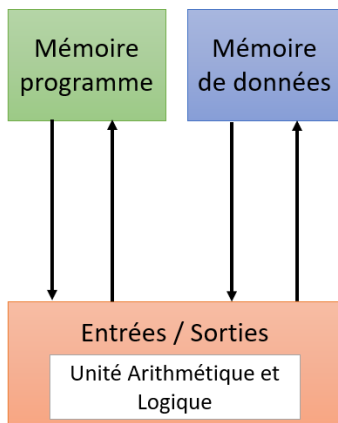 Mémoire
programme
Mémoire
de données
Entrées / Sorties
Unité Arithmétique et
Logique